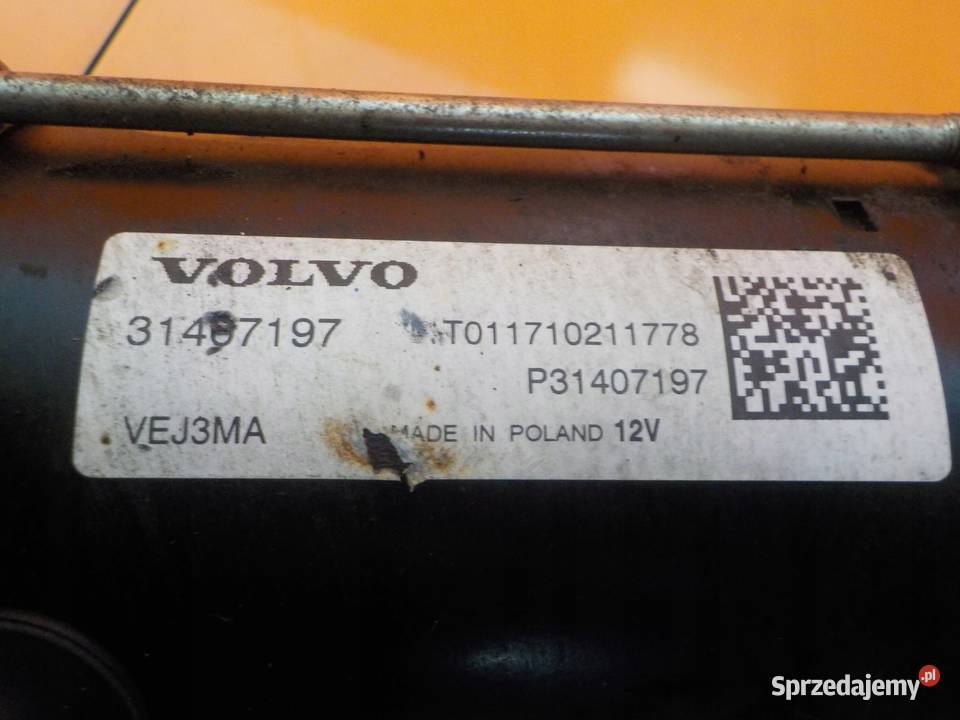 VOLVO
31407197 T011710211778
P31407197
VEJ3MA MADE IN POLAND 12V
Sprzedajemy.pl